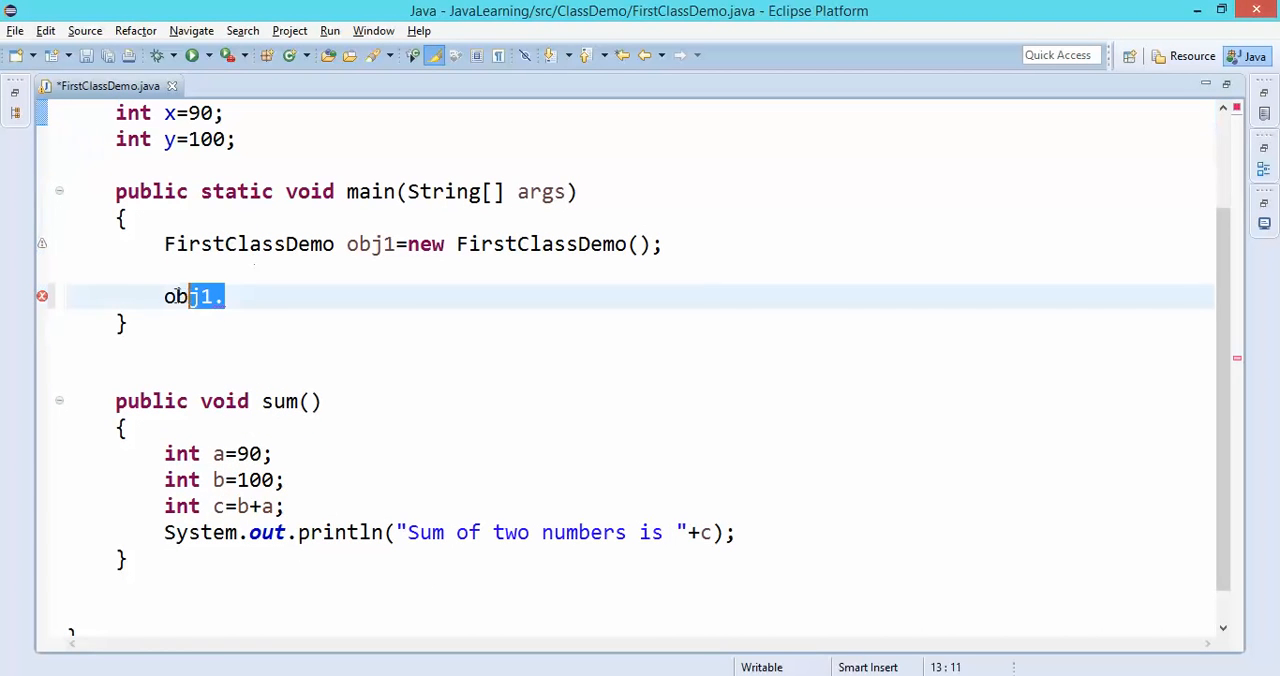 Java - JavaLearning/src/ClassDemo/FirstClassDemo.java - Eclipse Platform
File Edit Source Refactor Navigate Search Project Run Window Help
Quick Access Resource Java
*FirstClassDemo.java
int x=90;
int y=100;
public static void main(String[] args)
{
FirstClassDemo obj1=new FirstClassDemo();
obj1.
}
public void sum()
{
int a=90;
int b=100;
int c=b+a;
System.out.println("Sum of two numbers is "+c);
}
}
Writable Smart Insert 13 : 11